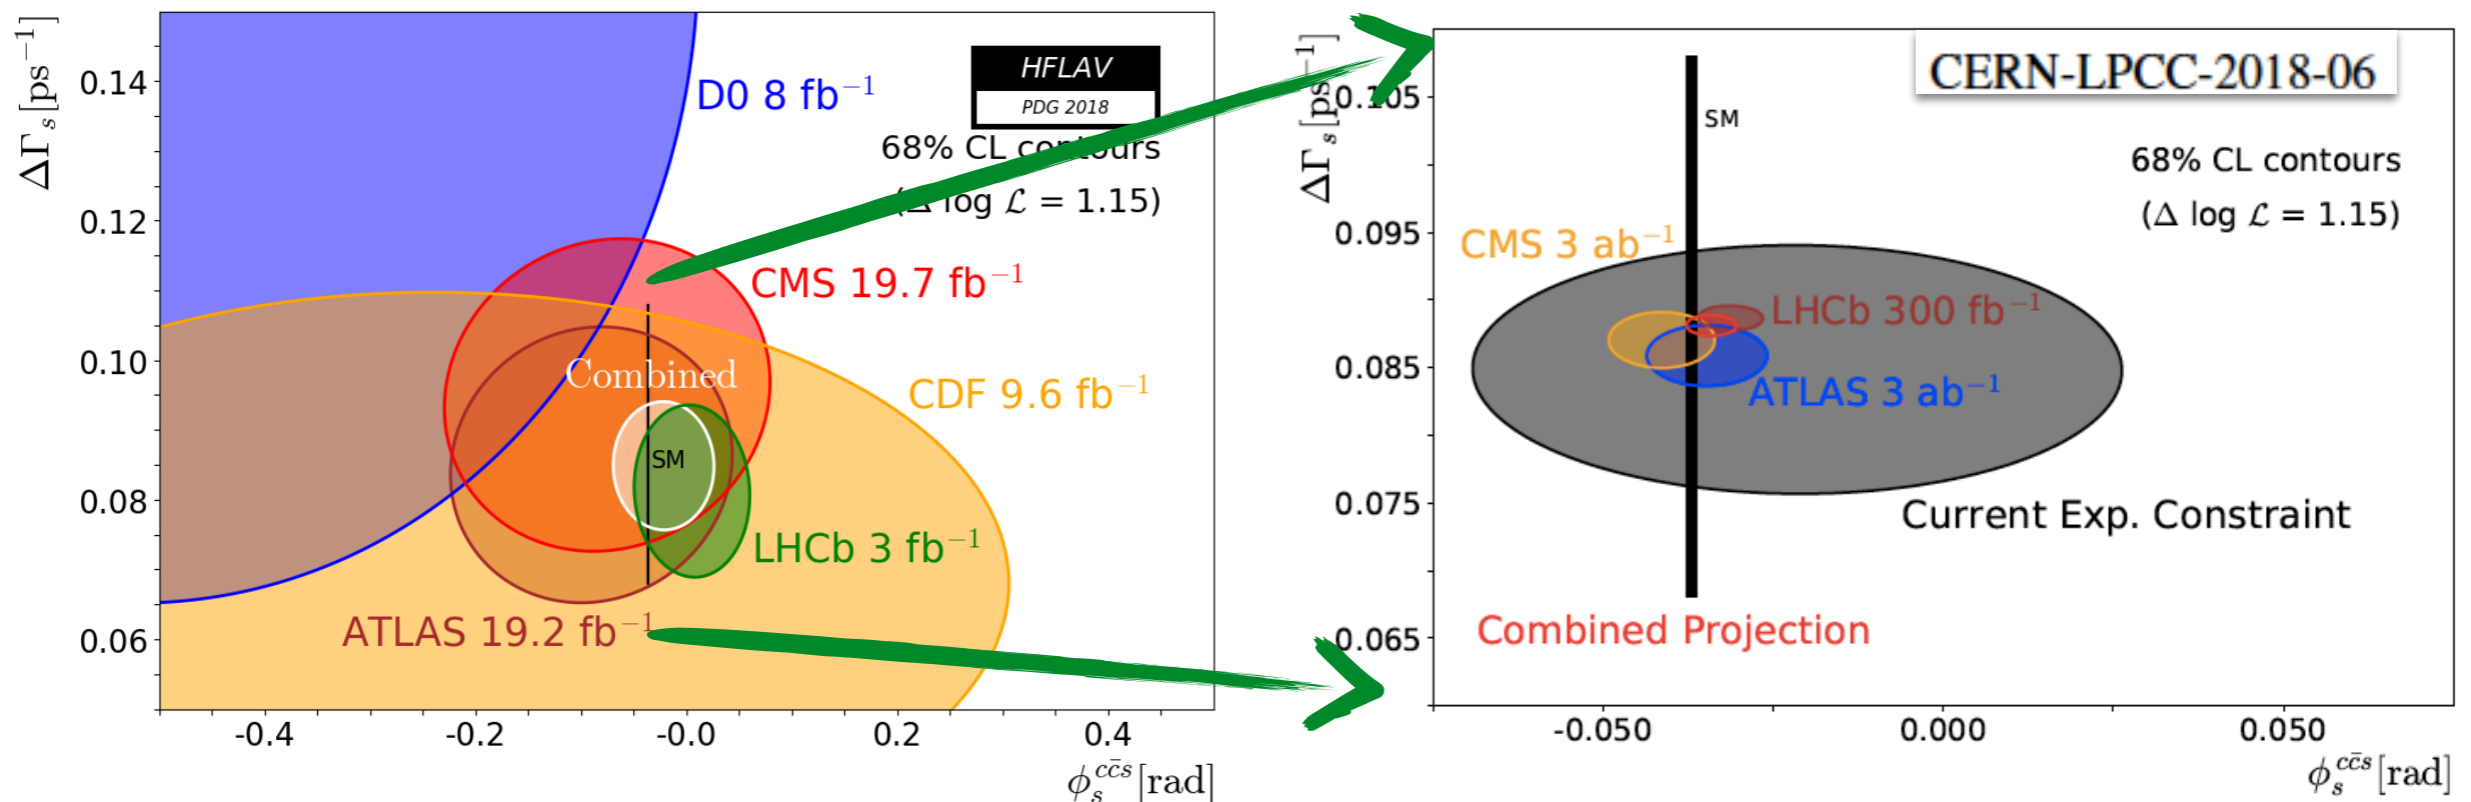 ΔΓ_s [ps⁻¹]
0.14
0.12
0.10
0.08
0.06
D0 8 fb⁻¹
HFLAV
PDG 2018
68% CL contours
(Δ log ℒ = 1.15)
CMS 19.7 fb⁻¹
Combined
CDF 9.6 fb⁻¹
SM
LHCb 3 fb⁻¹
ATLAS 19.2 fb⁻¹
-0.4 -0.2 -0.0 0.2 0.4
ϕ_s^{cc̄s} [rad]
CERN-LPCC-2018-06
ΔΓ_s [ps⁻¹]
0.105
0.095
0.085
0.075
0.065
SM
68% CL contours
(Δ log ℒ = 1.15)
CMS 3 ab⁻¹
LHCb 300 fb⁻¹
ATLAS 3 ab⁻¹
Current Exp. Constraint
Combined Projection
-0.050 0.000 0.050
ϕ_s^{cc̄s} [rad]